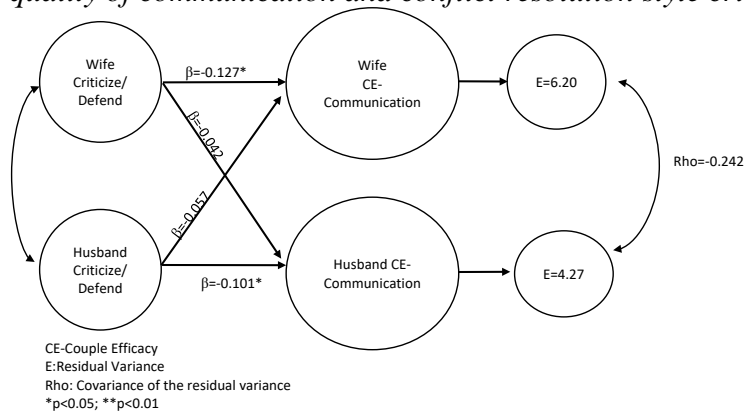 quality of communication and conflict resolution style cri
Wife
Criticize/
Defend
β=-0.127*
Wife
CE-
Communication
E=6.20
β=-0.042
Rho=-0.242
β=-0.057
Husband
Criticize/
Defend
β=-0.101*
Husband CE-
Communication
E=4.27
CE-Couple Efficacy
E:Residual Variance
Rho: Covariance of the residual variance
*p<0.05; **p<0.01